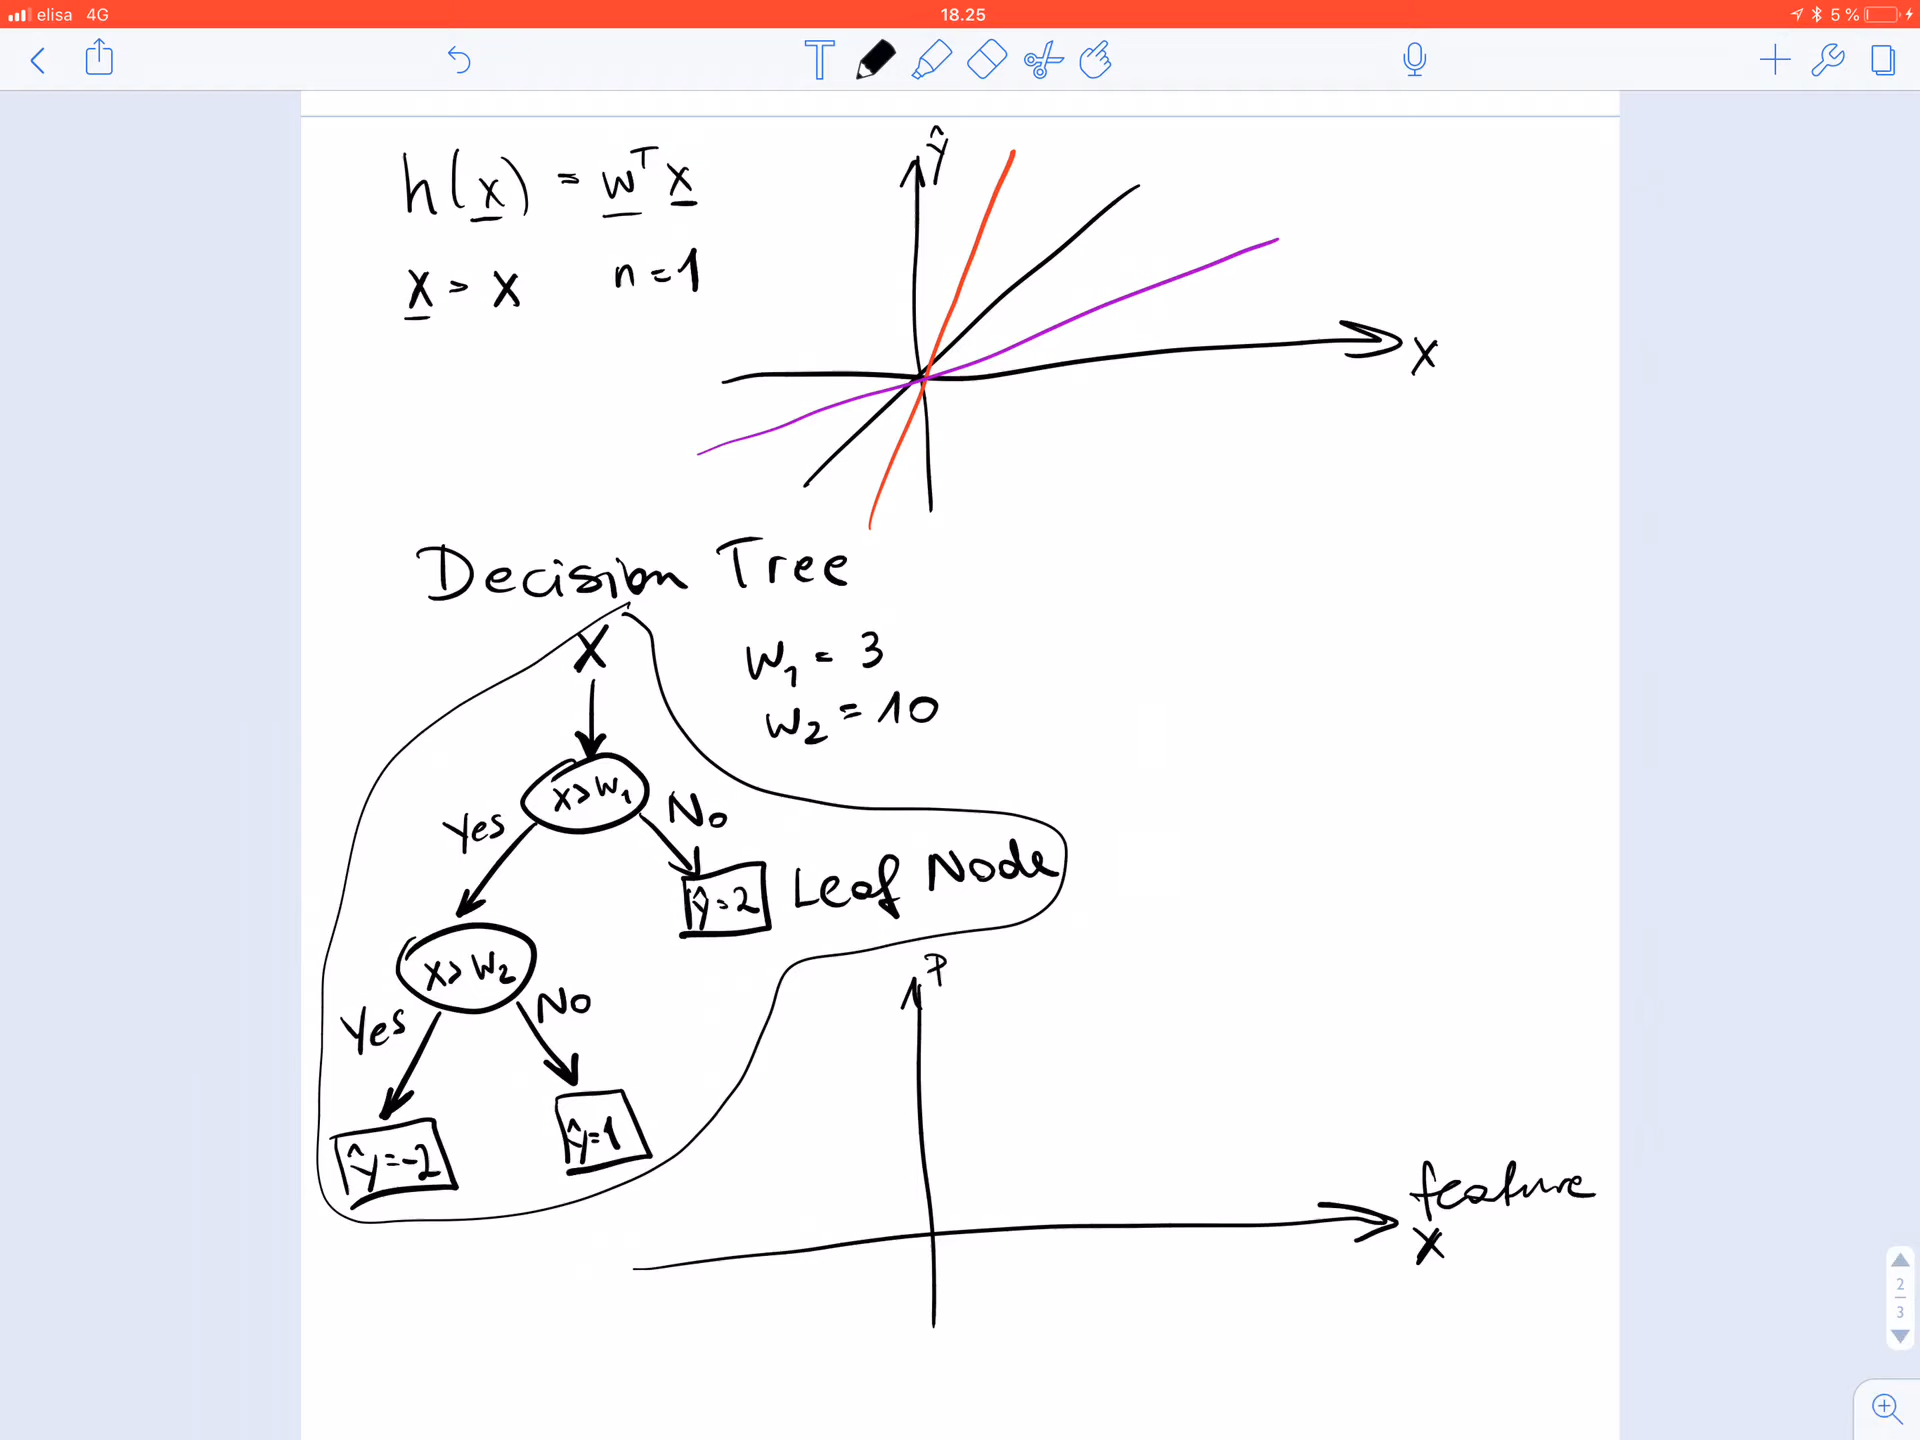 elisa 4G 18.25 5 %
h(x) = wᵀx
ŷ
x = x n=1
x
Decision Tree
x
w₁ = 3
w₂ = 10
x>w₁
Yes
No
ŷ=2
Leaf Node
x>w₂
Yes
No
ŷ=-2
ŷ=1
feature
x
2
3